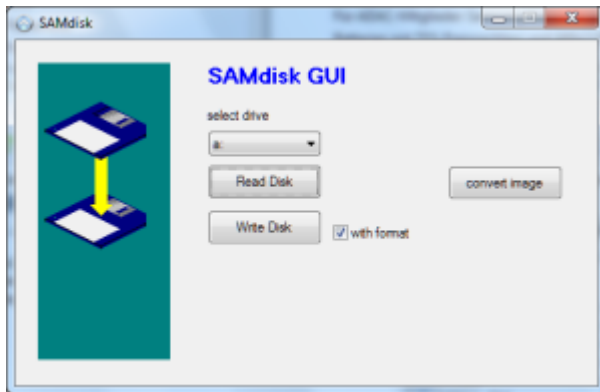 SAMdisk
SAMdisk GUI
select drive
a:
Read Disk
convert image
Write Disk
with format